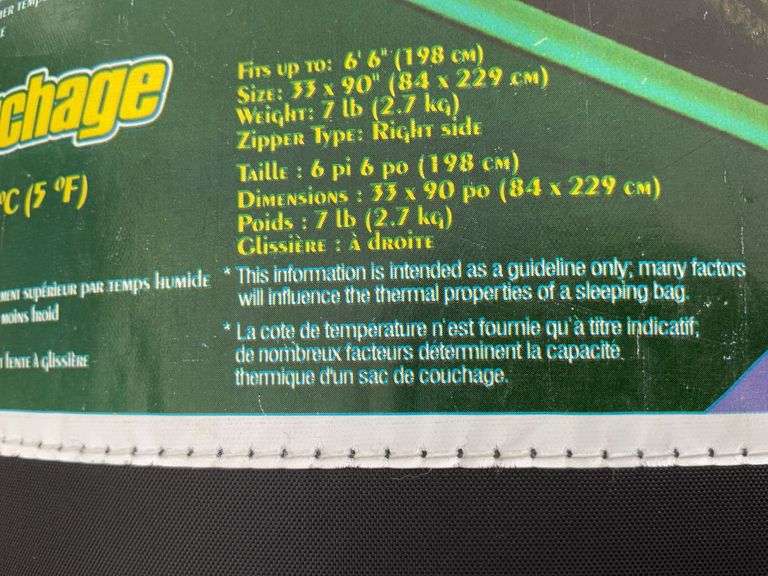 chage
°C (5 °F)
Fits up to: 6' 6" (198 cm)
Size: 33 x 90" (84 x 229 cm)
Weight: 7 lb (2.7 kg)
Zipper Type: Right side
Taille : 6 pi 6 po (198 cm)
Dimensions : 33 x 90 po (84 x 229 cm)
Poids : 7 lb (2.7 kg)
Glissière : à droite
ment supérieur par temps humide
moins froid
fente à glissière
* This information is intended as a guideline only; many factors
will influence the thermal properties of a sleeping bag.
* La cote de température n'est fournie qu'à titre indicatif;
de nombreux facteurs déterminent la capacité
thermique d'un sac de couchage.